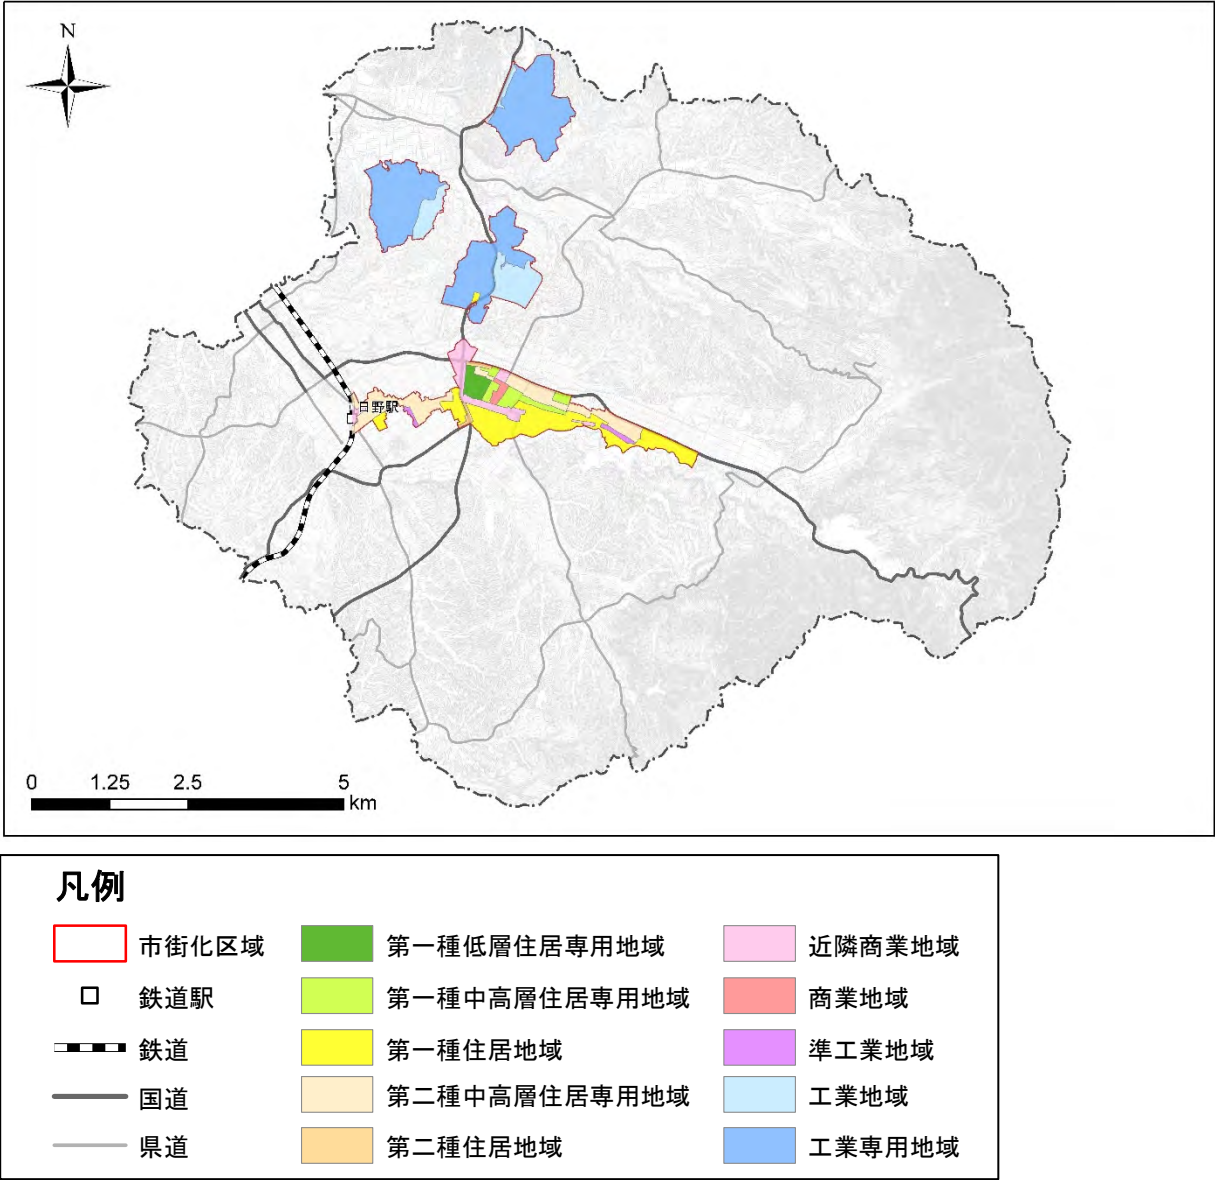 N
日野駅
0 1.25 2.5 5
km
凡例
市街化区域
鉄道駅
鉄道
国道
県道
第一種低層住居専用地域
第一種中高層住居専用地域
第一種住居地域
第二種中高層住居専用地域
第二種住居地域
近隣商業地域
商業地域
準工業地域
工業地域
工業専用地域